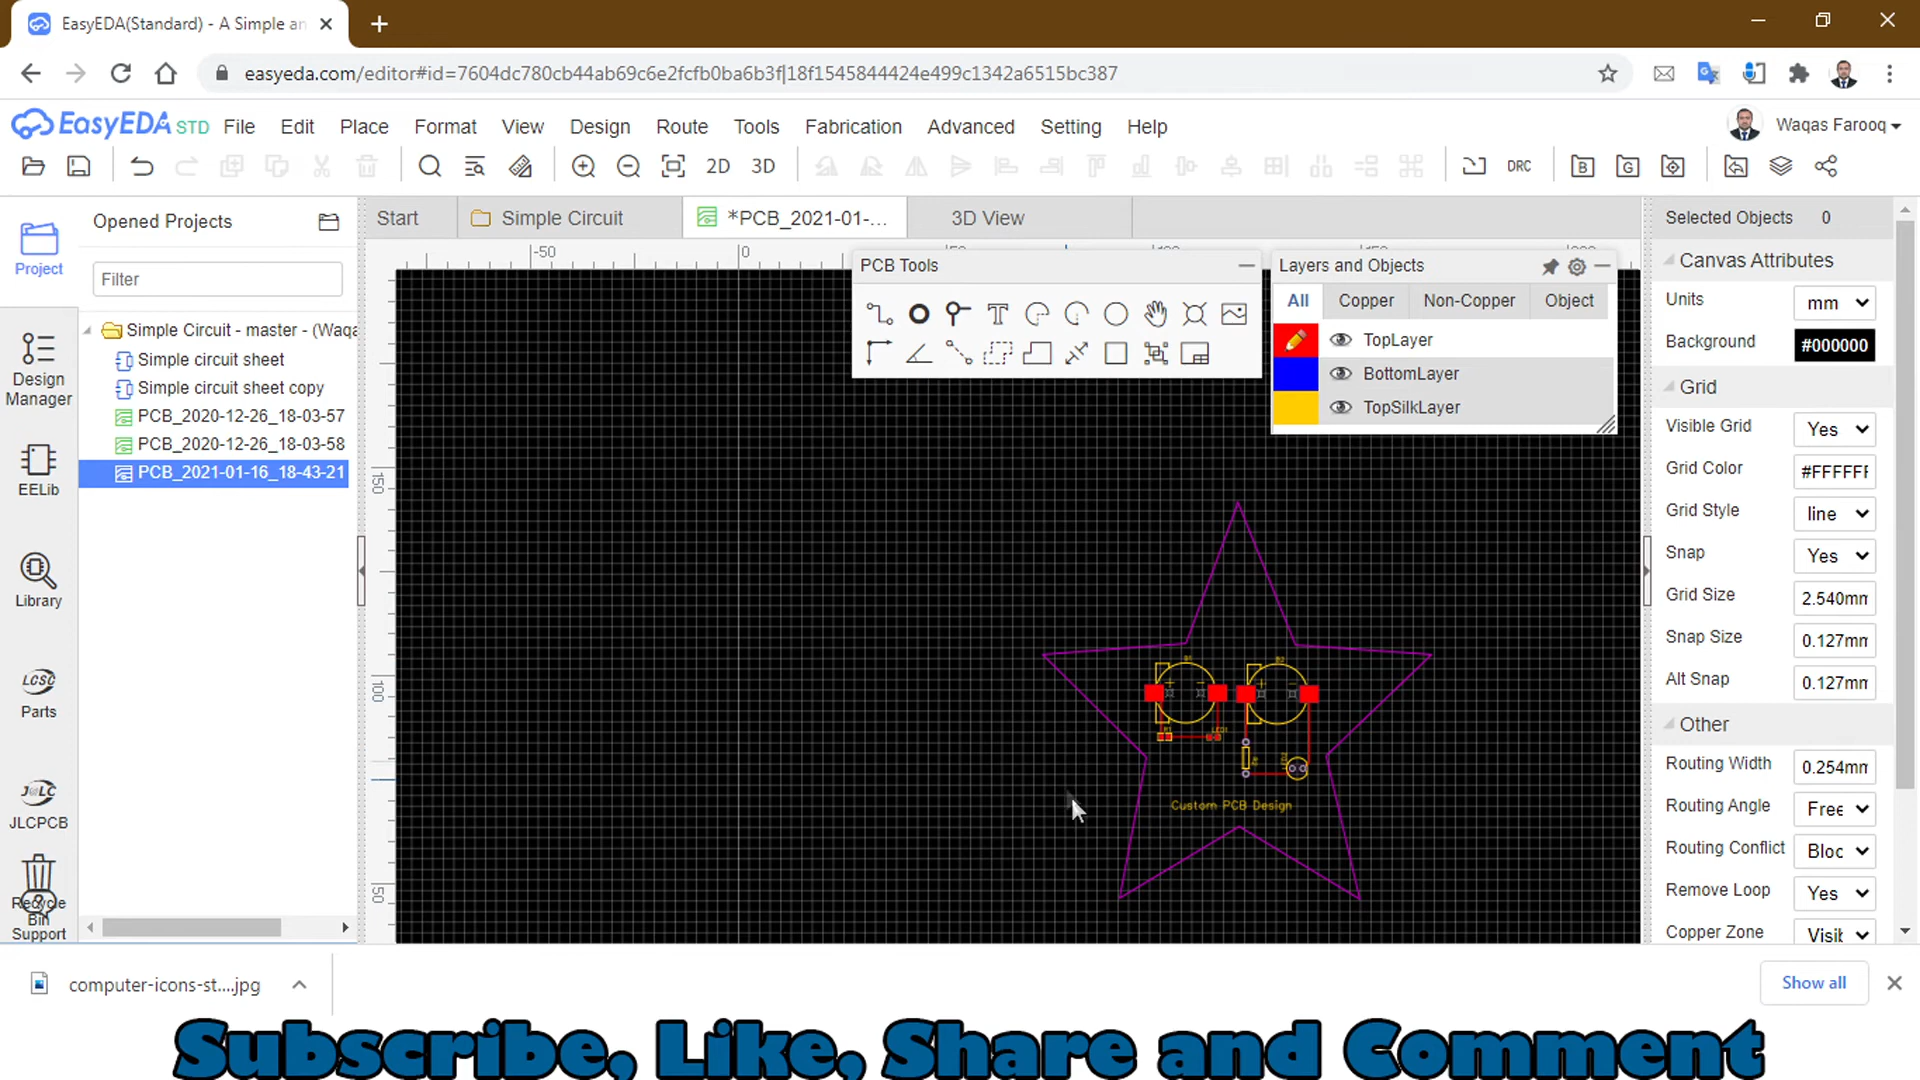 EasyEDA(Standard) - A Simple an
easyeda.com/editor#id=7604dc780cb44ab69c6e2fcfb0ba6b3f|18f1545844424e499c1342a6515bc387
EasyEDA STD File Edit Place Format View Design Route Tools Fabrication Advanced Setting Help Waqas Farooq
2D 3D DRC B G
Project
Design Manager
EELib
Library
LCSC
Parts
JLCPCB
Recycle Bin
Support
Opened Projects
Filter
Simple Circuit - master - (Waqa
Simple circuit sheet
Simple circuit sheet copy
PCB_2020-12-26_18-03-57
PCB_2020-12-26_18-03-58
PCB_2021-01-16_18-43-21
Start Simple Circuit *PCB_2021-01-... 3D View
-50 0
150
100
50
PCB Tools
Layers and Objects
All Copper Non-Copper Object
TopLayer
BottomLayer
TopSilkLayer
Custom PCB Design
Selected Objects 0
Canvas Attributes
Units mm
Background #000000
Grid
Visible Grid Yes
Grid Color #FFFFFF
Grid Style line
Snap Yes
Grid Size 2.540mm
Snap Size 0.127mm
Alt Snap 0.127mm
Other
Routing Width 0.254mm
Routing Angle Free
Routing Conflict Bloc
Remove Loop Yes
Copper Zone Visib
computer-icons-st....jpg
Show all
Subscribe, Like, Share and Comment